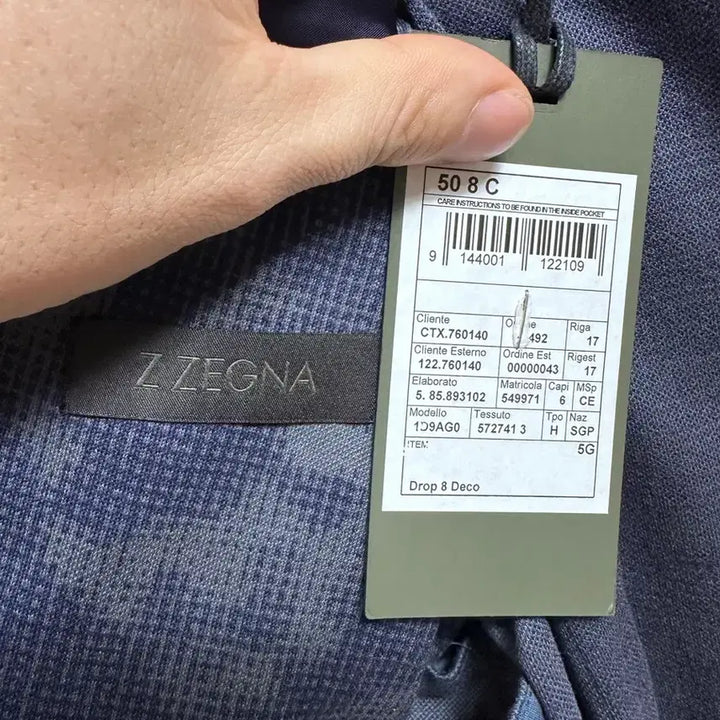 Z ZEGNA
50 8 C
CARE INSTRUCTIONS TO BE FOUND IN THE INSIDE POCKET
9 144001 122109
Cliente Riga
CTX.760140 492 17
Cliente Esterno Ordine Est Rigest
122.760140 00000043 17
Elaborato Matricola Capi MSp
5. 85.893102 549971 6 CE
Modello Tessuto Tpo Naz
1D9AG0 572741 3 H SGP
ITEM: 5G
Drop 8 Deco